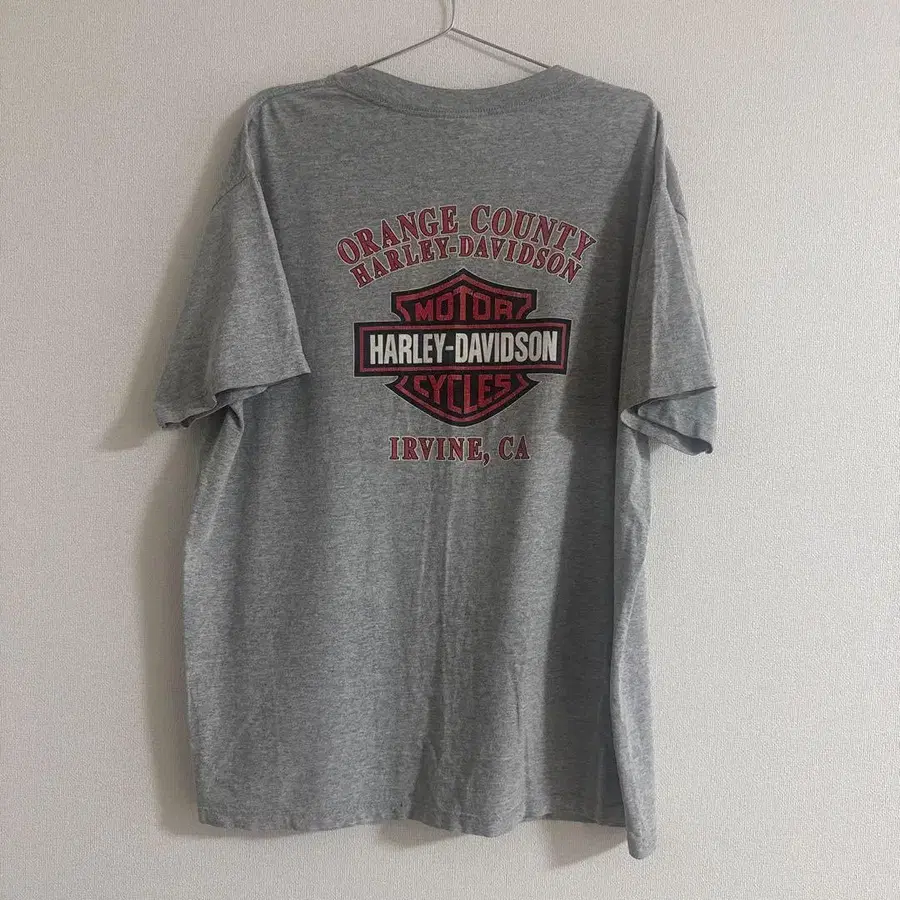 ORANGE COUNTY
HARLEY-DAVIDSON
MOTOR
HARLEY-DAVIDSON
CYCLES
IRVINE, CA